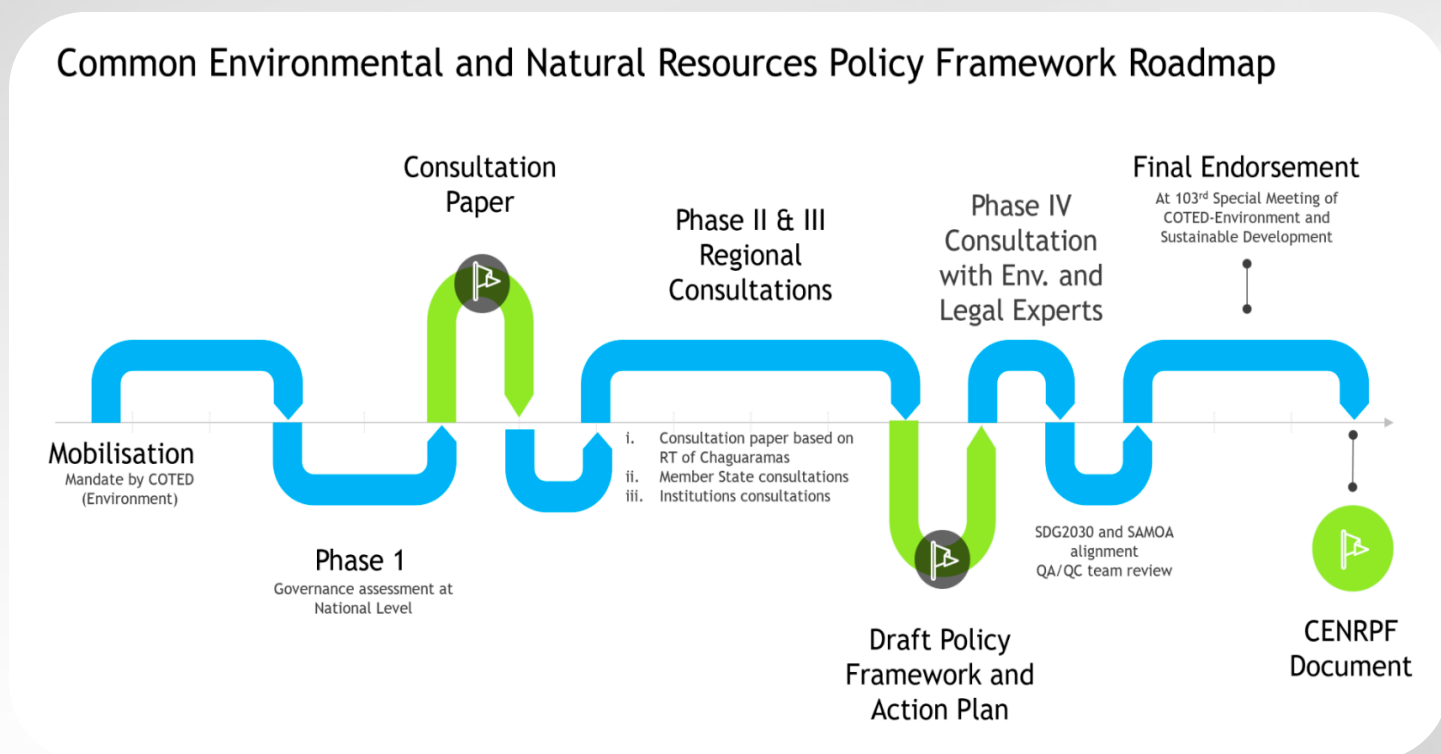 Common Environmental and Natural Resources Policy Framework Roadmap
Mobilisation
Mandate by COTED
(Environment)
Phase 1
Governance assessment at
National Level
Consultation
Paper
Phase II & III
Regional
Consultations
i. Consultation paper based on
RT of Chaguaramas
ii. Member State consultations
iii. Institutions consultations
Draft Policy
Framework and
Action Plan
Phase IV
Consultation
with Env. and
Legal Experts
SDG2030 and SAMOA
alignment
QA/QC team review
Final Endorsement
At 103rd Special Meeting of
COTED-Environment and
Sustainable Development
CENRPF
Document